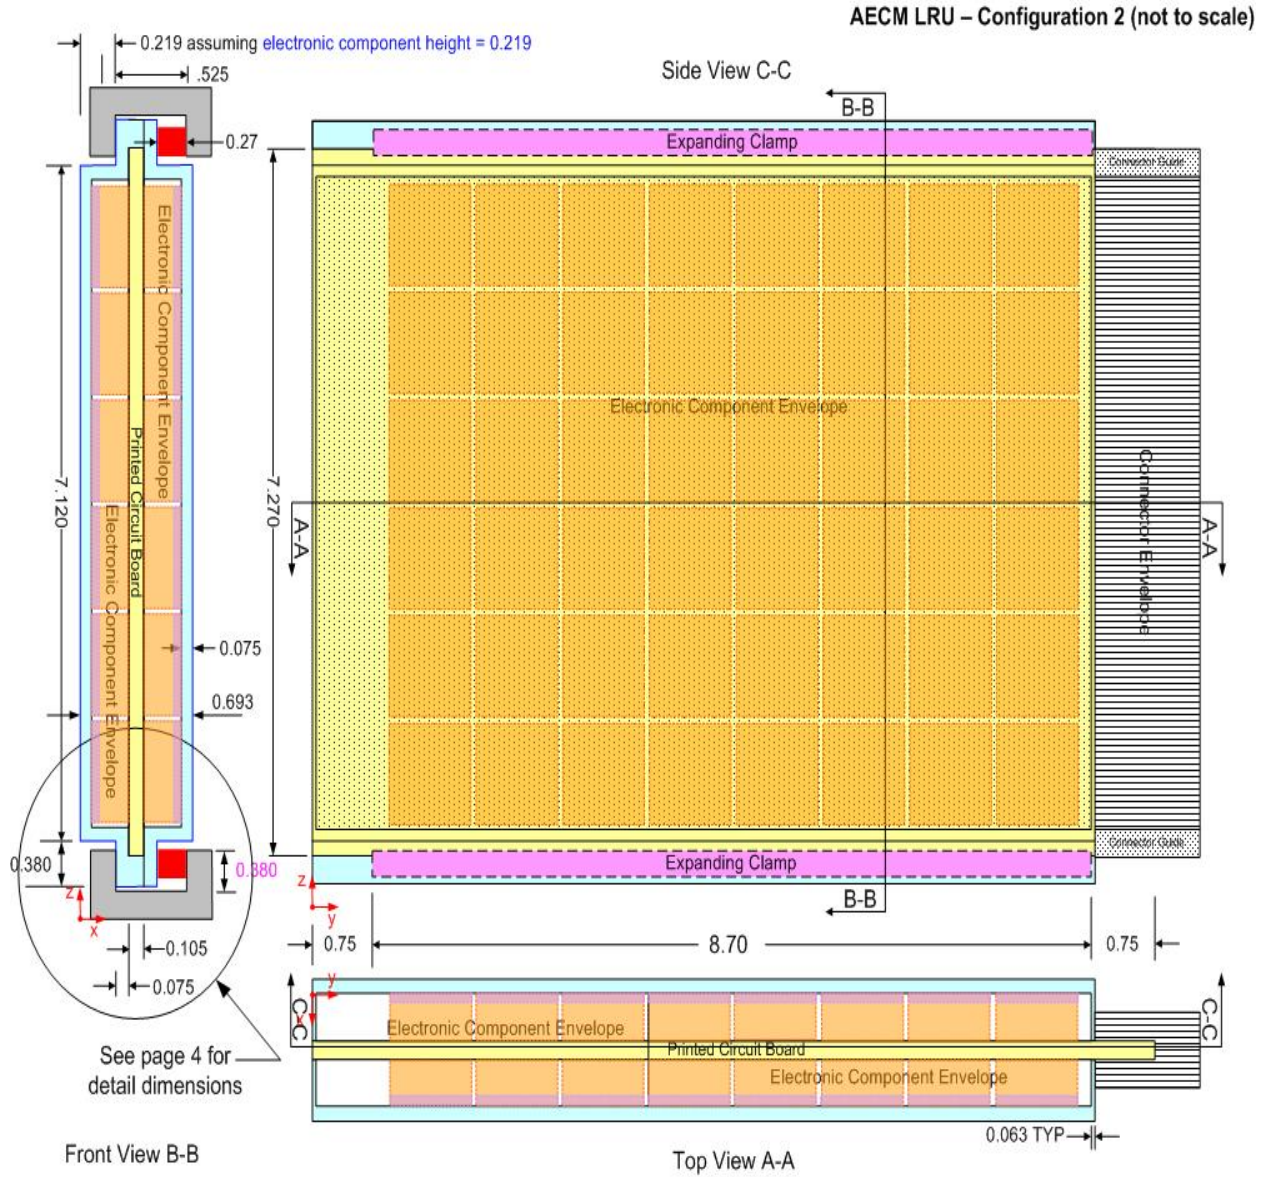 AECM LRU – Configuration 2 (not to scale)
0.219 assuming electronic component height = 0.219
.525
0.27
Side View C-C
B-B
Expanding Clamp
Connector Guide
Electronic Component Envelope
Printed Circuit Board
Electronic Component Envelope
7.120
7.270
Electronic Component Envelope
A-A
A-A
Connector Envelope
0.075
0.693
0.380
0.380
z
x
Expanding Clamp
Connector Guide
z
y
B-B
0.105
0.075
0.75
8.70
0.75
See page 4 for
detail dimensions
C-C
y
x
Electronic Component Envelope
Printed Circuit Board
Electronic Component Envelope
C-C
0.063 TYP
Front View B-B
Top View A-A